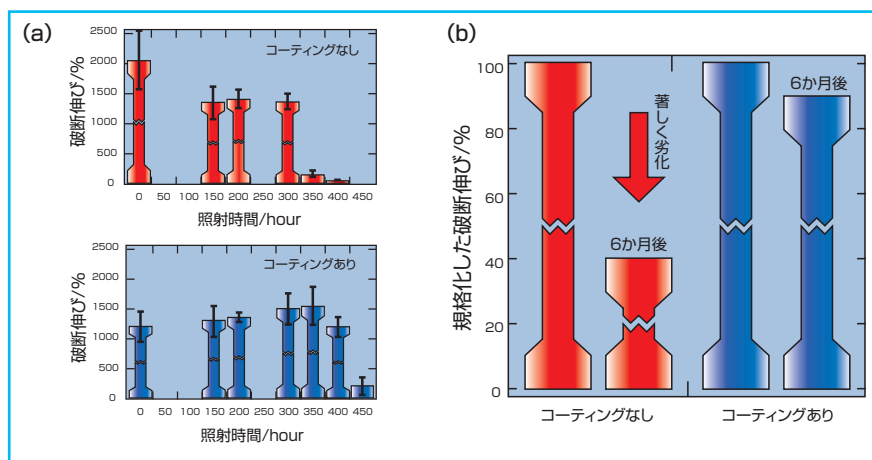 (a)
コーティングなし
破断伸び/%
2500
2000
1500
1000
500
0
0 50 100 150 200 250 300 350 400 450
照射時間/hour
コーティングあり
破断伸び/%
2500
2000
1500
1000
500
0
0 50 100 150 200 250 300 350 400 450
照射時間/hour
(b)
規格化した破断伸び/%
100
80
60
40
20
0
著しく劣化
6か月後
6か月後
コーティングなし
コーティングあり